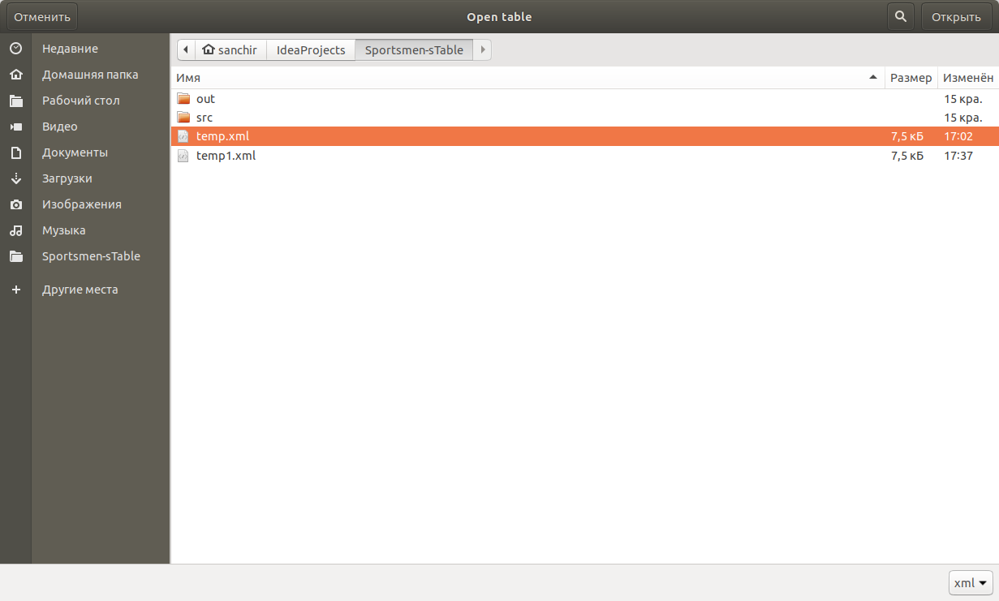 Отменить Open table Открыть
Недавние
Домашняя папка
Рабочий стол
Видео
Документы
Загрузки
Изображения
Музыка
Sportsmen-sTable
Другие места
sanchir IdeaProjects Sportsmen-sTable
Имя Размер Изменён
out 15 кра.
src 15 кра.
temp.xml 7,5 кБ 17:02
temp1.xml 7,5 кБ 17:37
xml